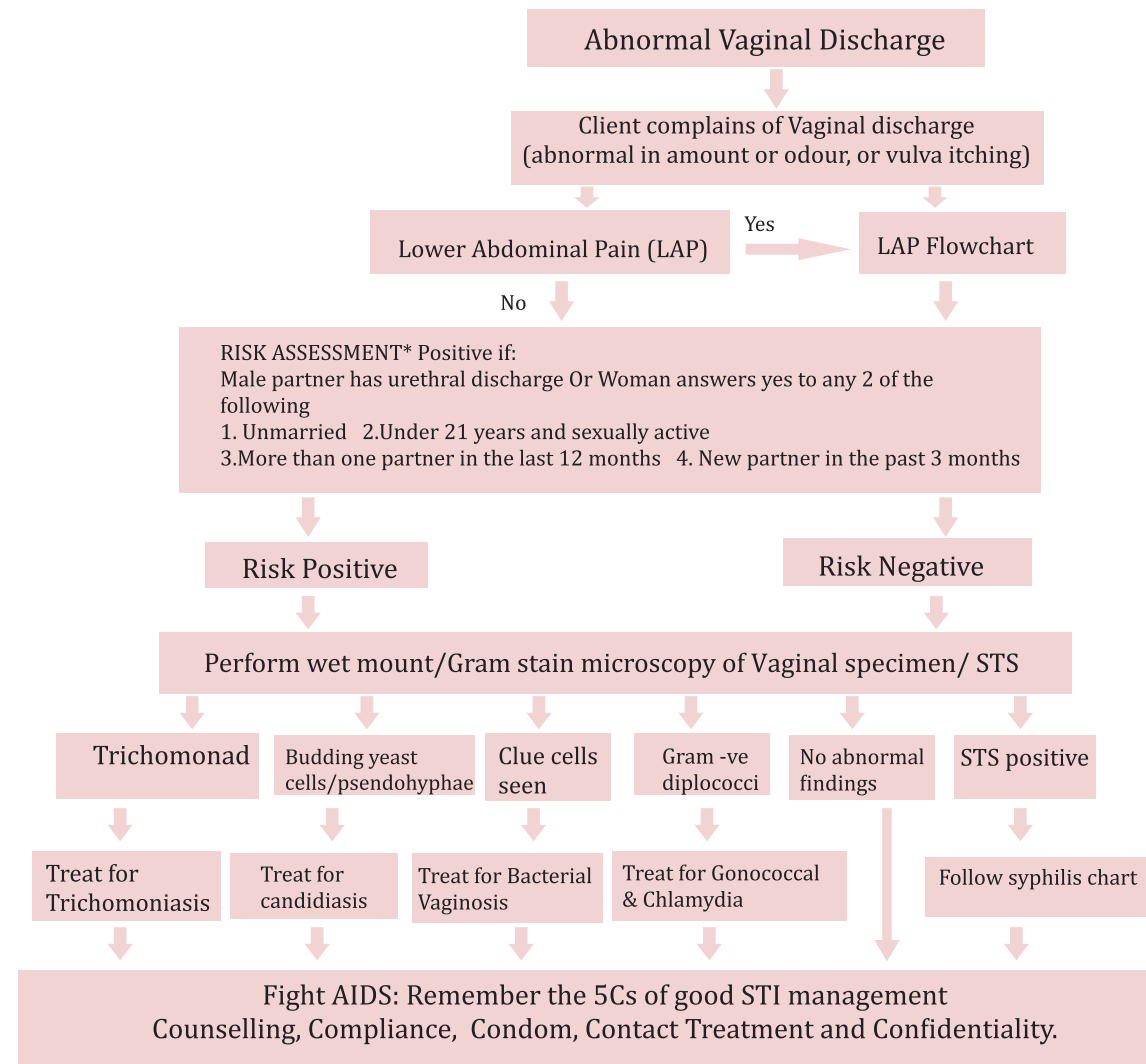 Abnormal Vaginal Discharge
Client complains of Vaginal discharge
(abnormal in amount or odour, or vulva itching)
Lower Abdominal Pain (LAP)
Yes
LAP Flowchart
No
RISK ASSESSMENT* Positive if:
Male partner has urethral discharge Or Woman answers yes to any 2 of the
following
1. Unmarried 2.Under 21 years and sexually active
3.More than one partner in the last 12 months 4. New partner in the past 3 months
Risk Positive
Risk Negative
Perform wet mount/Gram stain microscopy of Vaginal specimen/ STS
Trichomonad
Budding yeast
cells/psendohyphae
Clue cells
seen
Gram -ve
diplococci
No abnormal
findings
STS positive
Treat for
Trichomoniasis
Treat for
candidiasis
Treat for Bacterial
Vaginosis
Treat for Gonococcal
& Chlamydia
Follow syphilis chart
Fight AIDS: Remember the 5Cs of good STI management
Counselling, Compliance, Condom, Contact Treatment and Confidentiality.